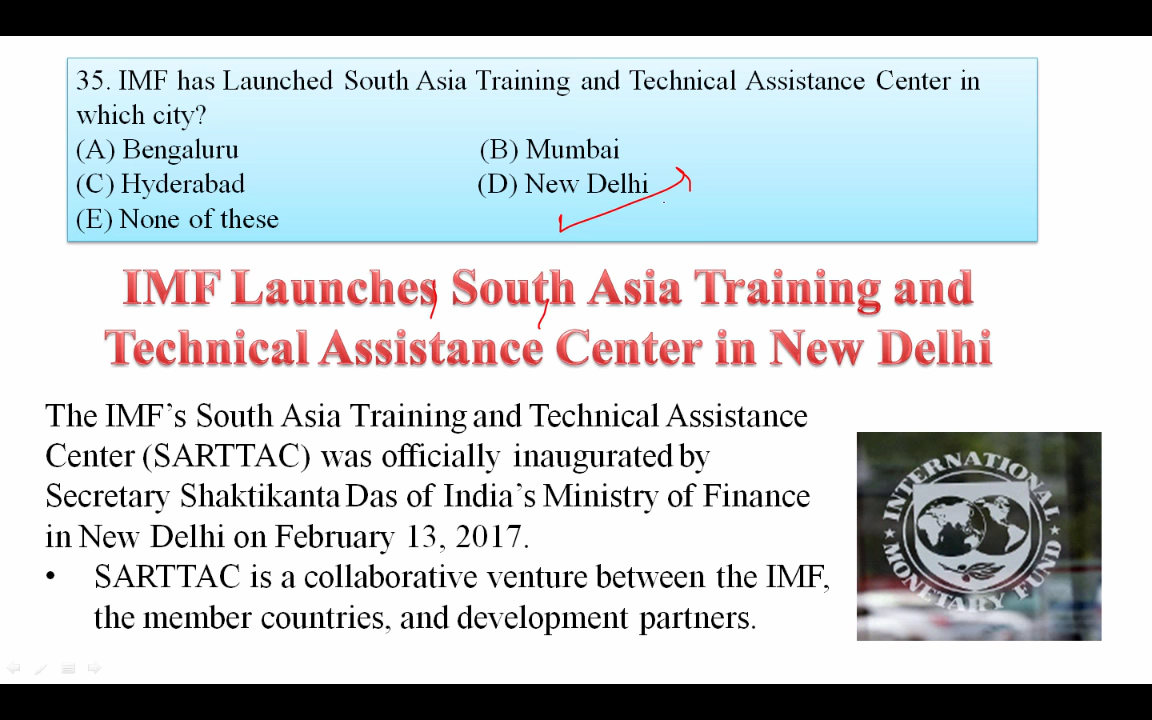 35. IMF has Launched South Asia Training and Technical Assistance Center in
which city?
(A) Bengaluru (B) Mumbai
(C) Hyderabad (D) New Delhi
(E) None of these
IMF Launches South Asia Training and
Technical Assistance Center in New Delhi
The IMF’s South Asia Training and Technical Assistance
Center (SARTTAC) was officially inaugurated by
Secretary Shaktikanta Das of India’s Ministry of Finance
in New Delhi on February 13, 2017.
• SARTTAC is a collaborative venture between the IMF,
the member countries, and development partners.
INTERNATIONAL
MONETARY FUND